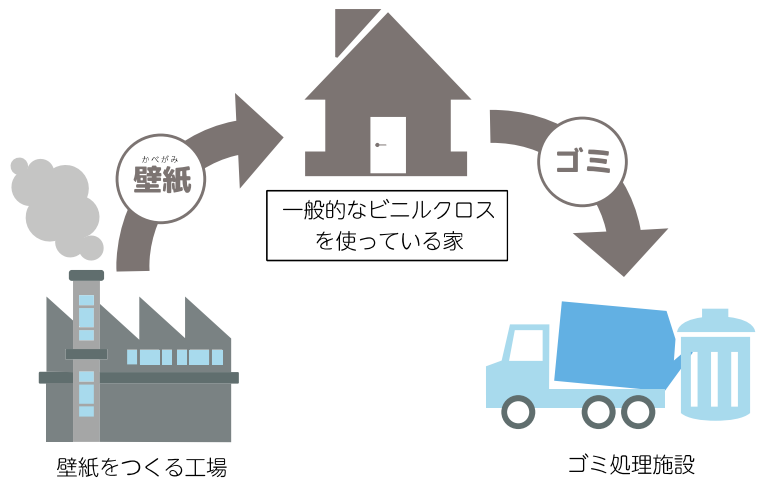 かべがみ
壁紙
ゴミ
一般的なビニルクロス
を使っている家
壁紙をつくる工場
ゴミ処理施設